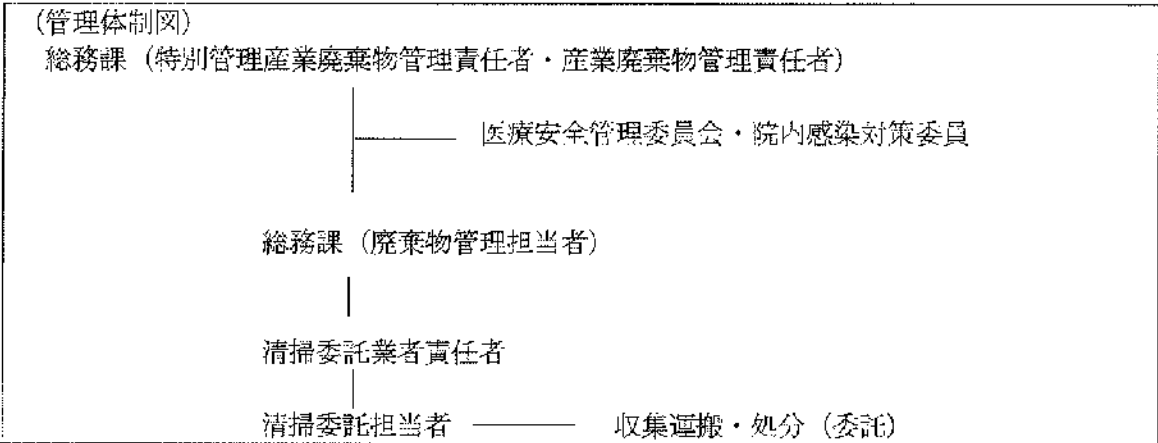 (管理体制図)
総務課(特別管理産業廃棄物管理責任者・産業廃棄物管理責任者)
医療安全管理委員会・院内感染対策委員
総務課(廃棄物管理担当者)
清掃委託業者責任者
清掃委託担当者 収集運搬・処分(委託)